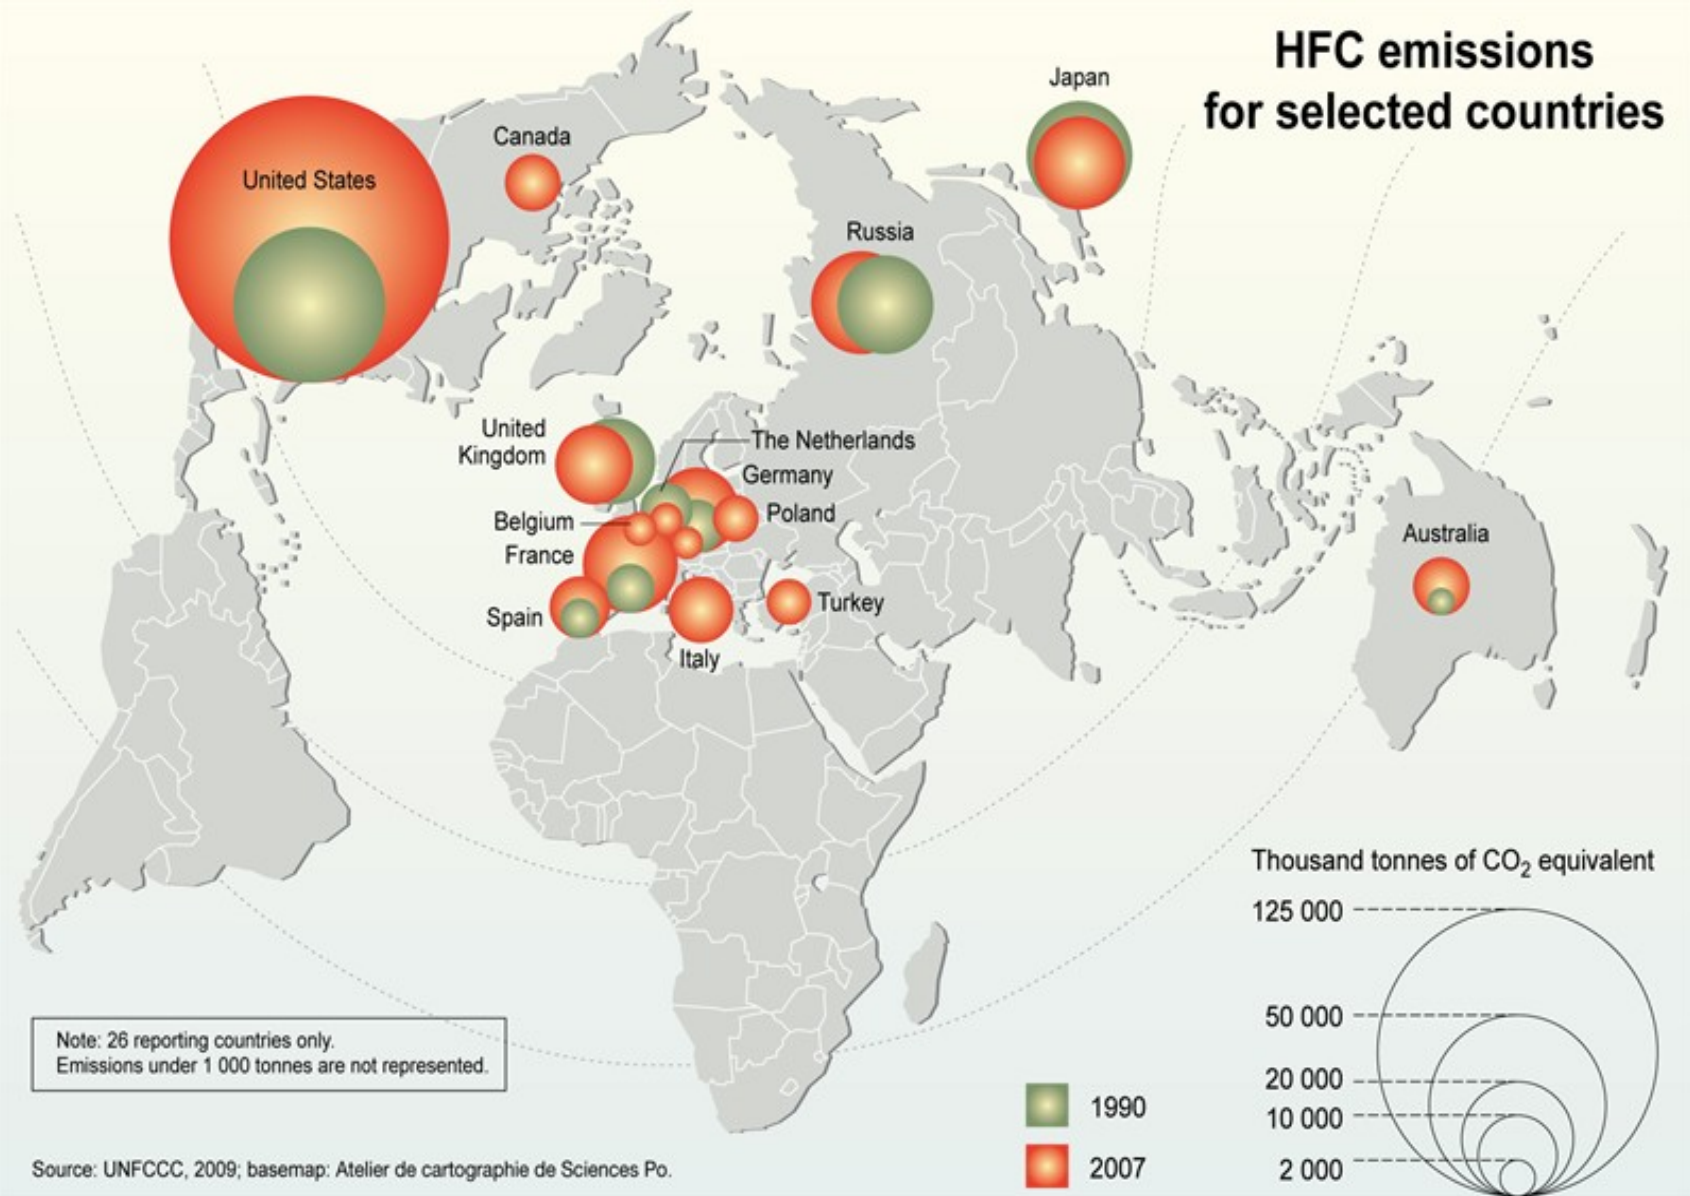 HFC emissions
for selected countries
Japan
Canada
United States
Russia
United
Kingdom
The Netherlands
Germany
Belgium
Poland
France
Australia
Spain
Turkey
Italy
Thousand tonnes of CO₂ equivalent
125 000
50 000
20 000
10 000
2 000
1990
2007
Note: 26 reporting countries only.
Emissions under 1 000 tonnes are not represented.
Source: UNFCCC, 2009; basemap: Atelier de cartographie de Sciences Po.